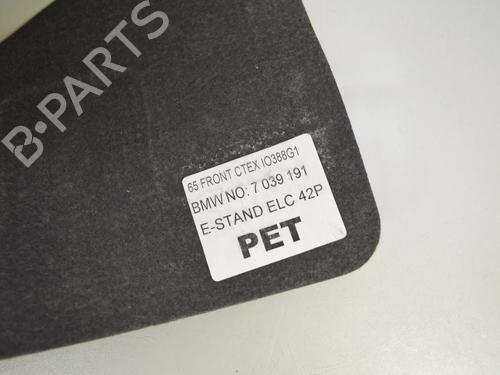 B-PARTS
65 FRONT CTEX IO388G1
BMW NO: 7 039 191
E-STAND ELC 42P
PET